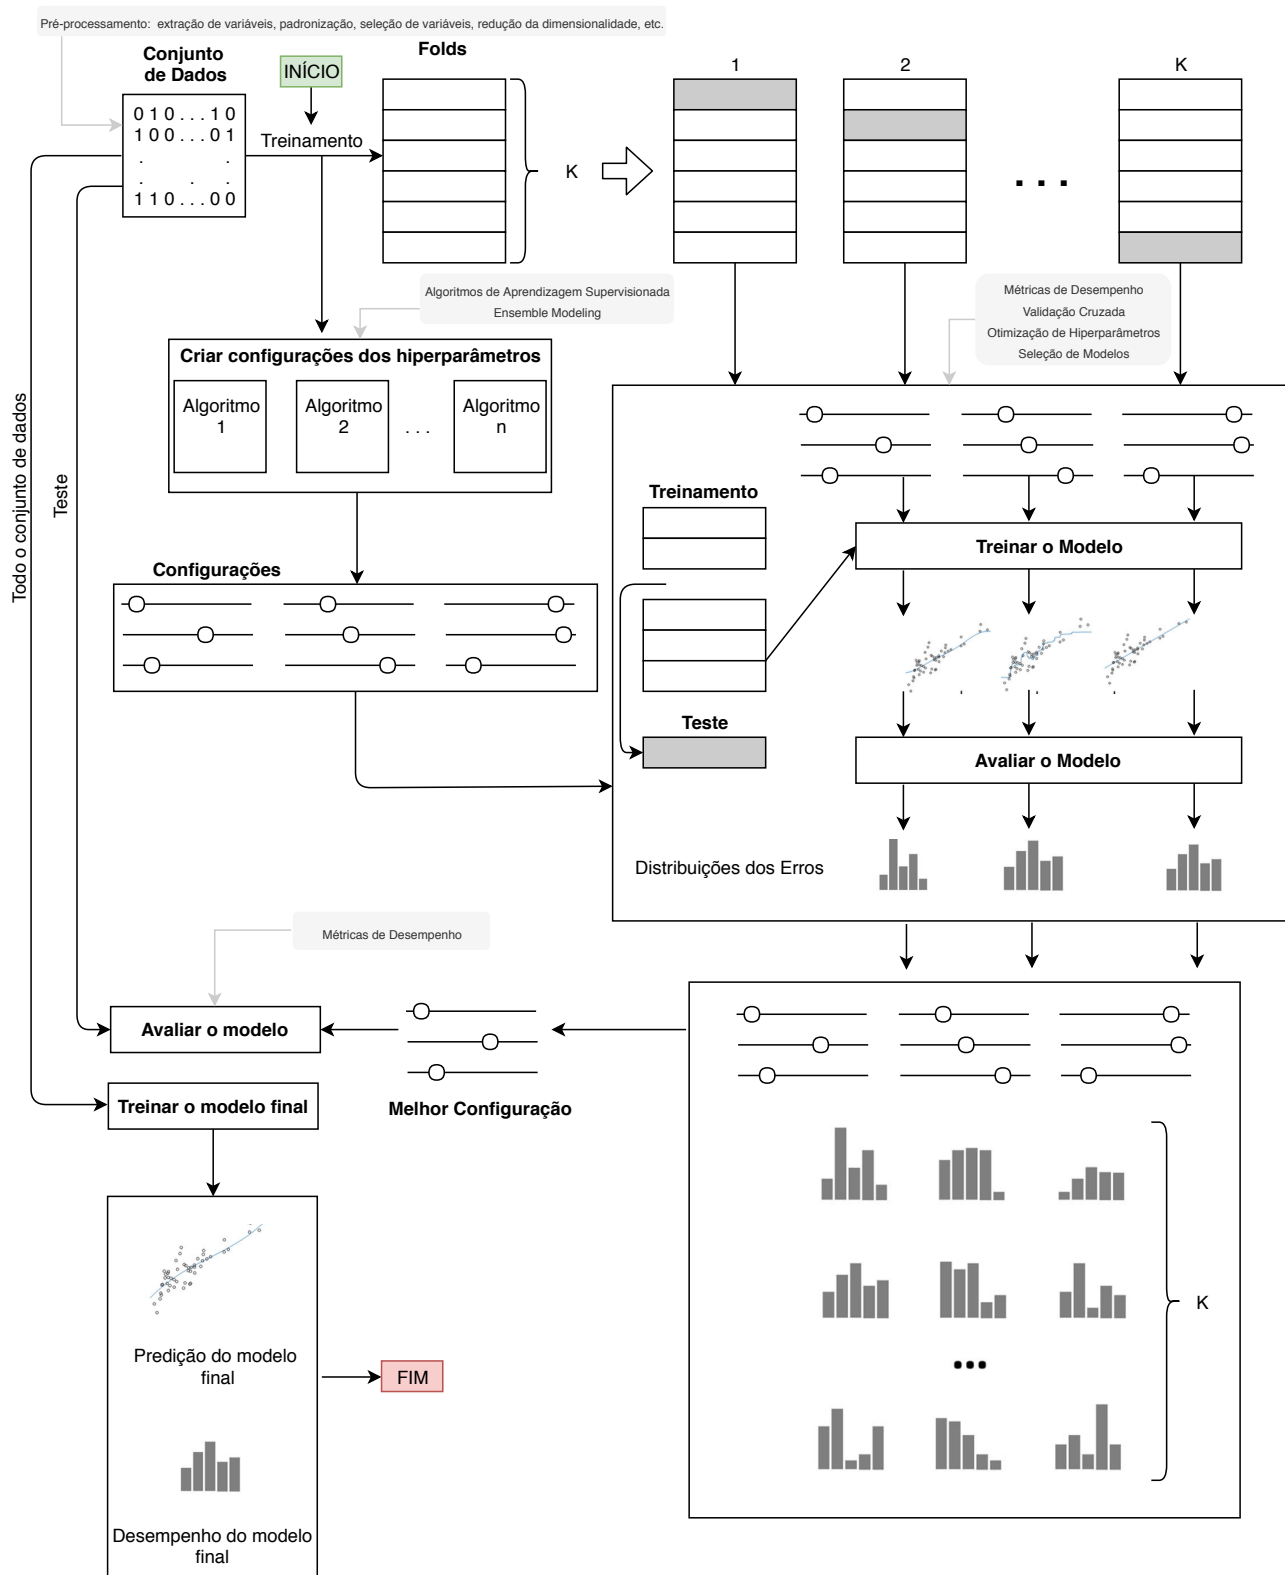 Pré-processamento: extração de variáveis, padronização, seleção de variáveis, redução da dimensionalidade, etc.
Conjunto
de Dados
0 1 0 . . . 1 0
1 0 0 . . . 0 1
. .
. . .
1 1 0 . . . 0 0
INÍCIO
Treinamento
Folds
K
1
2
. . .
K
Algoritmos de Aprendizagem Supervisionada
Ensemble Modeling
Métricas de Desempenho
Validação Cruzada
Otimização de Hiperparâmetros
Seleção de Modelos
Criar configurações dos hiperparâmetros
Algoritmo
1
Algoritmo
2
. . .
Algoritmo
n
Todo o conjunto de dados
Teste
Configurações
Treinamento
Teste
Treinar o Modelo
Avaliar o Modelo
Distribuições dos Erros
Métricas de Desempenho
Avaliar o modelo
Treinar o modelo final
Melhor Configuração
K
...
Predição do modelo
final
FIM
Desempenho do modelo
final